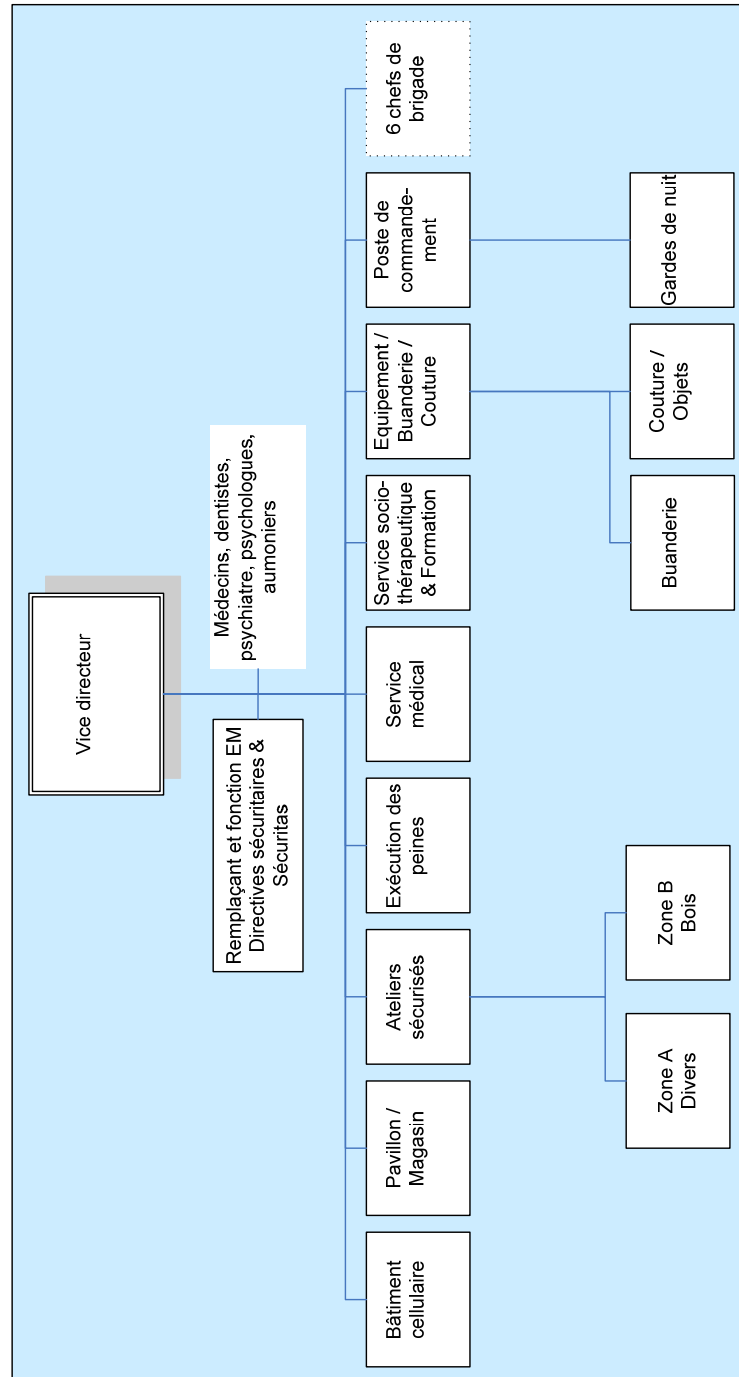 Vice directeur
Remplaçant et fonction EM
Directives sécuritaires &
Sécuritas
Médecins, dentistes,
psychiatre, psychologues,
aumoniers
Bâtiment
cellulaire
Pavillon /
Magasin
Ateliers
sécurisés
Exécution des
peines
Service
médical
Service socio-
thérapeutique
& Formation
Equipement /
Buanderie /
Couture
Poste de
commande-
ment
6 chefs de
brigade
Zone A
Divers
Zone B
Bois
Buanderie
Couture /
Objets
Gardes de nuit